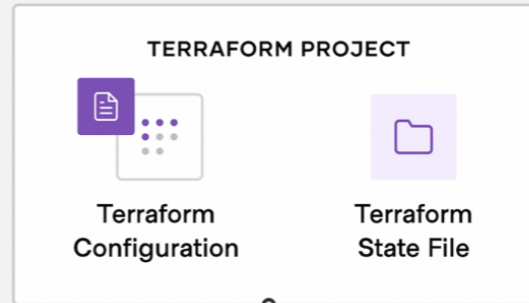 TERRAFORM PROJECT
Terraform
Configuration
Terraform
State File